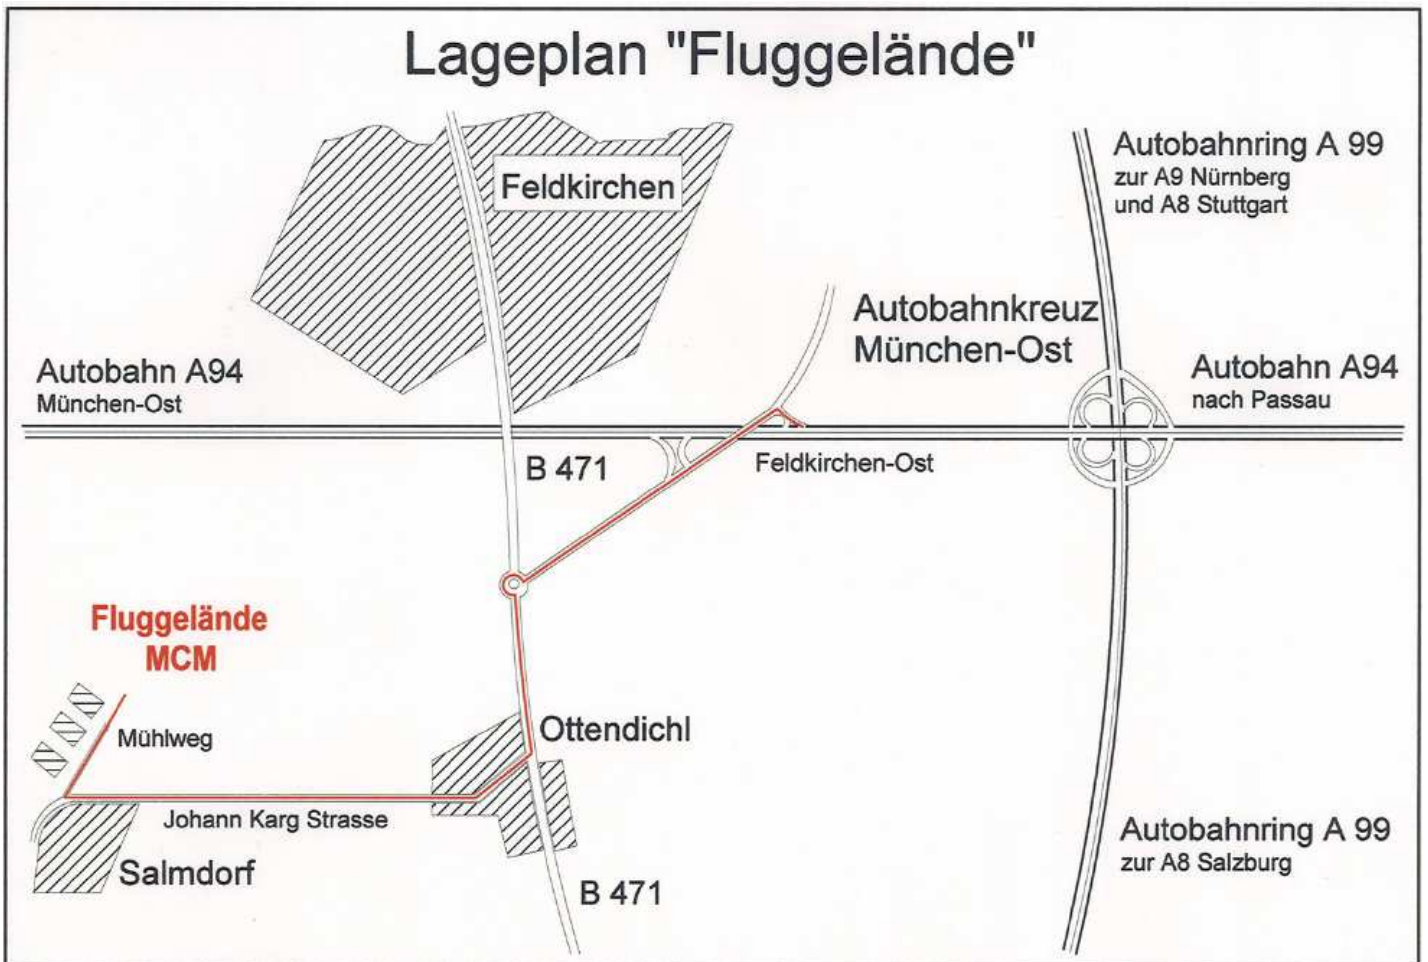 Lageplan "Fluggelände"
Feldkirchen
Autobahnring A 99
zur A9 Nürnberg
und A8 Stuttgart
Autobahnkreuz
München-Ost
Autobahn A94
München-Ost
Autobahn A94
nach Passau
B 471
Feldkirchen-Ost
Fluggelände
MCM
Mühlweg
Ottendichl
Johann Karg Strasse
Salmdorf
B 471
Autobahnring A 99
zur A8 Salzburg